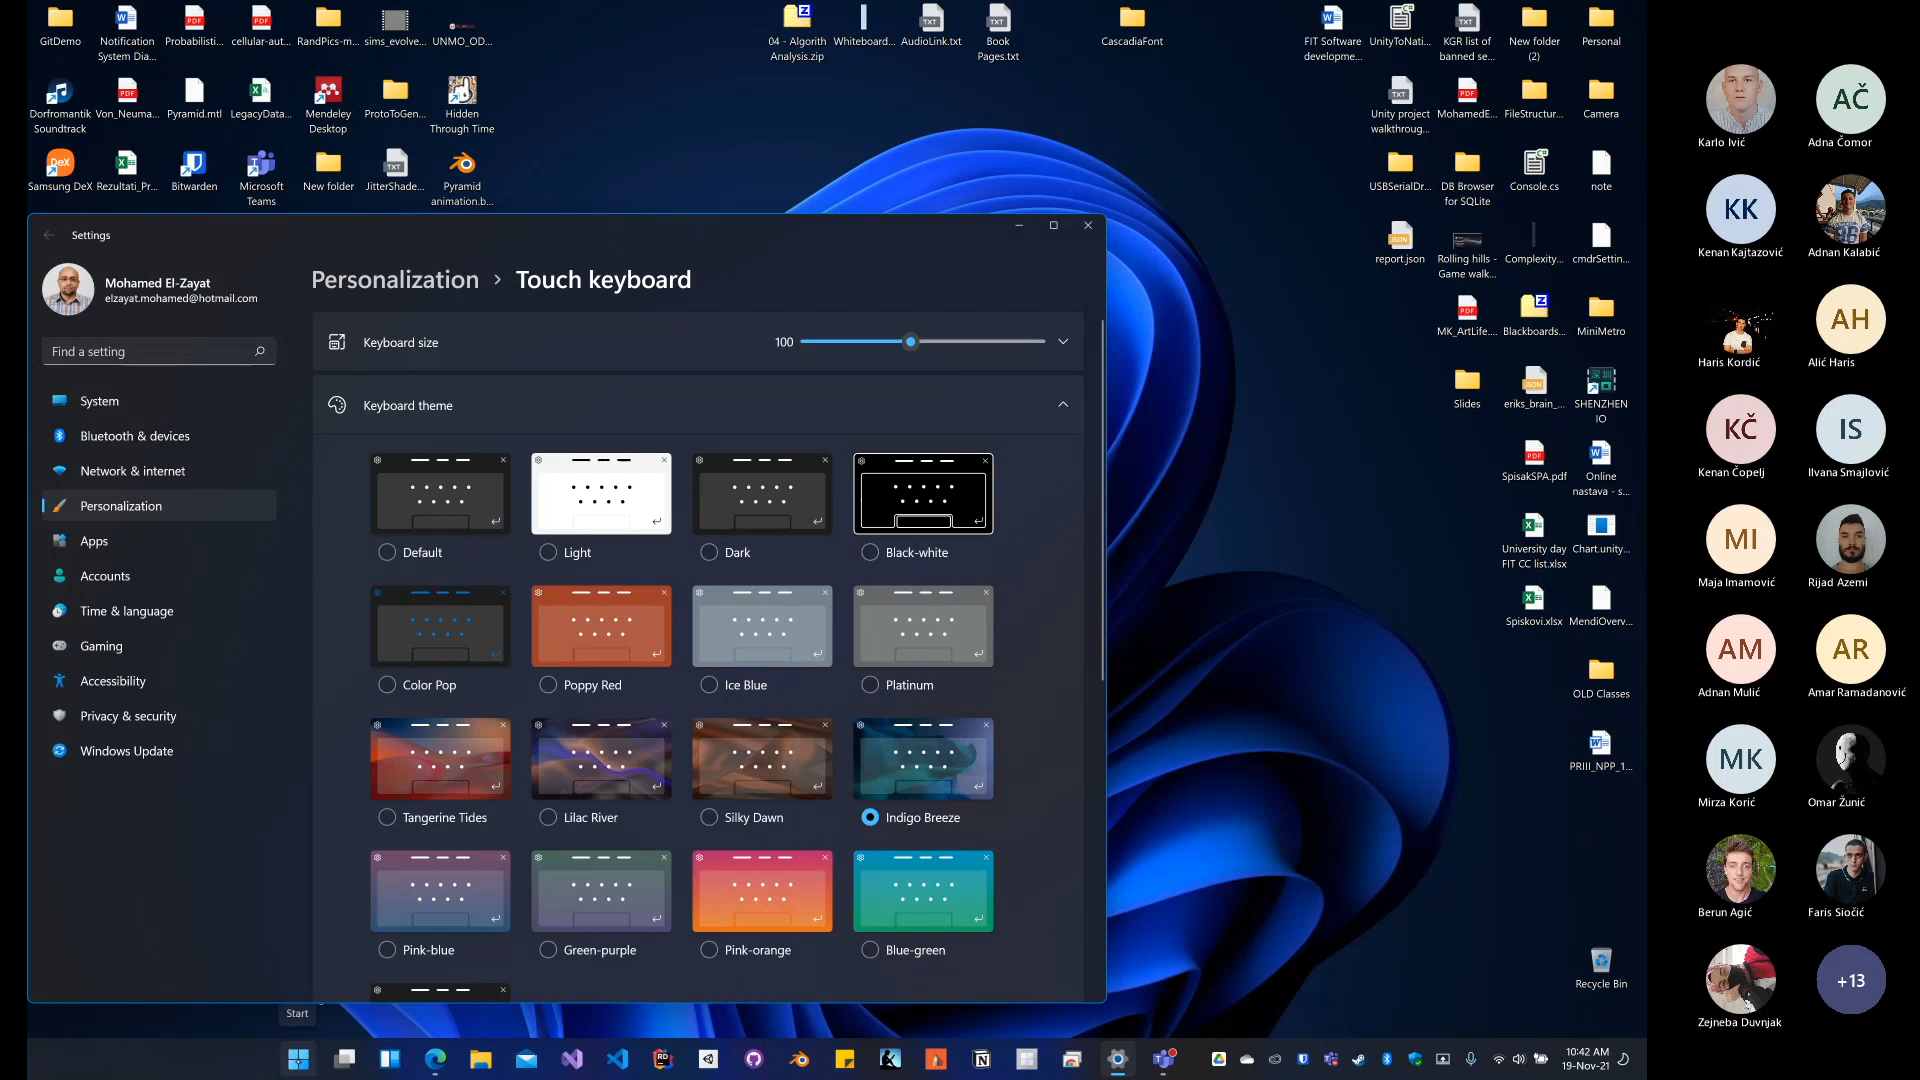 GitDemo
Notification
System Dia...
Probabilisti...
cellular-aut...
RandPics-m...
sims_evolve...
UNMO_OD...
04 - Algorith
Analysis.zip
Whiteboard...
AudioLink.txt
Book
Pages.txt
CascadiaFont
FIT Software
developme...
UnityToNati...
KGR list of
banned se...
New folder
(2)
Personal
Dorfromantik
Soundtrack
Von_Neuma...
Pyramid.mtl
LegacyData...
Mendeley
Desktop
ProtoToGen...
Hidden
Through Time
Unity project
walkthroug...
MohamedE...
FileStructur...
Camera
Samsung DeX
Rezultati_Pr...
Bitwarden
Microsoft
Teams
New folder
JitterShade...
Pyramid
animation.b...
USBSerialDr...
DB Browser
for SQLite
Console.cs
note
report.json
Rolling hills -
Game walk...
Complexity...
cmdrSettin...
MK_ArtLife....
Blackboards...
MiniMetro
Slides
eriks_brain_...
SHENZHEN
IO
SpisakSPA.pdf
Online
nastava - s...
University day
FIT CC list.xlsx
Chart.unity...
Spiskovi.xlsx
MendiOverv...
OLD Classes
PRIII_NPP_1...
Recycle Bin
Settings
Mohamed El-Zayat
elzayat.mohamed@hotmail.com
Find a setting
System
Bluetooth & devices
Network & internet
Personalization
Apps
Accounts
Time & language
Gaming
Accessibility
Privacy & security
Windows Update
Personalization > Touch keyboard
Keyboard size
100
Keyboard theme
Default
Light
Dark
Black-white
Color Pop
Poppy Red
Ice Blue
Platinum
Tangerine Tides
Lilac River
Silky Dawn
Indigo Breeze
Pink-blue
Green-purple
Pink-orange
Blue-green
Start
10:42 AM
19-Nov-21
Karlo Ivić
AČ
Adna Čomor
KK
Kenan Kajtazović
Adnan Kalabić
Haris Kordić
AH
Alić Haris
KČ
Kenan Čopelj
IS
Ilvana Smajlović
MI
Maja Imamović
Rijad Azemi
AM
Adnan Mulić
AR
Amar Ramadanović
MK
Mirza Korić
Omar Žunić
Berun Agić
Faris Siočić
Zejneba Duvnjak
+13